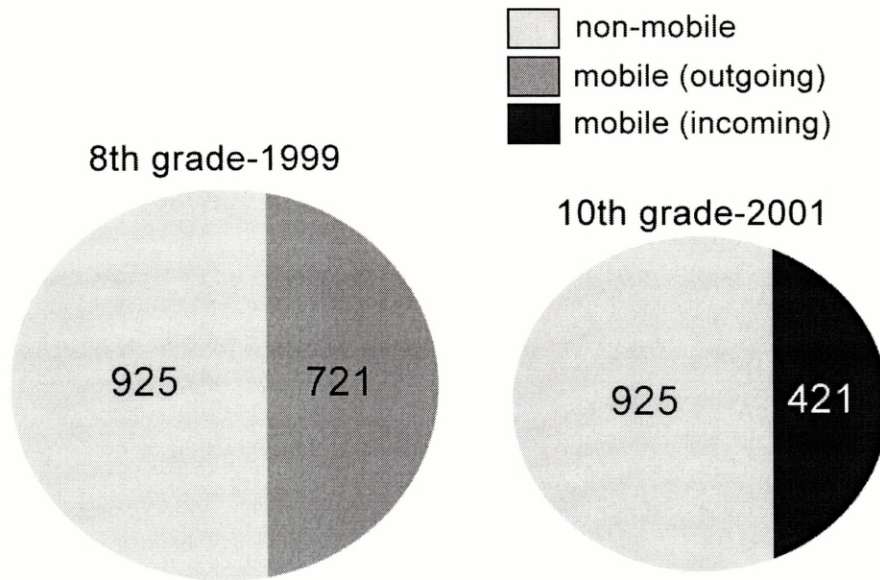 non-mobile
mobile (outgoing)
mobile (incoming)
8th grade-1999
10th grade-2001
925
721
925
421